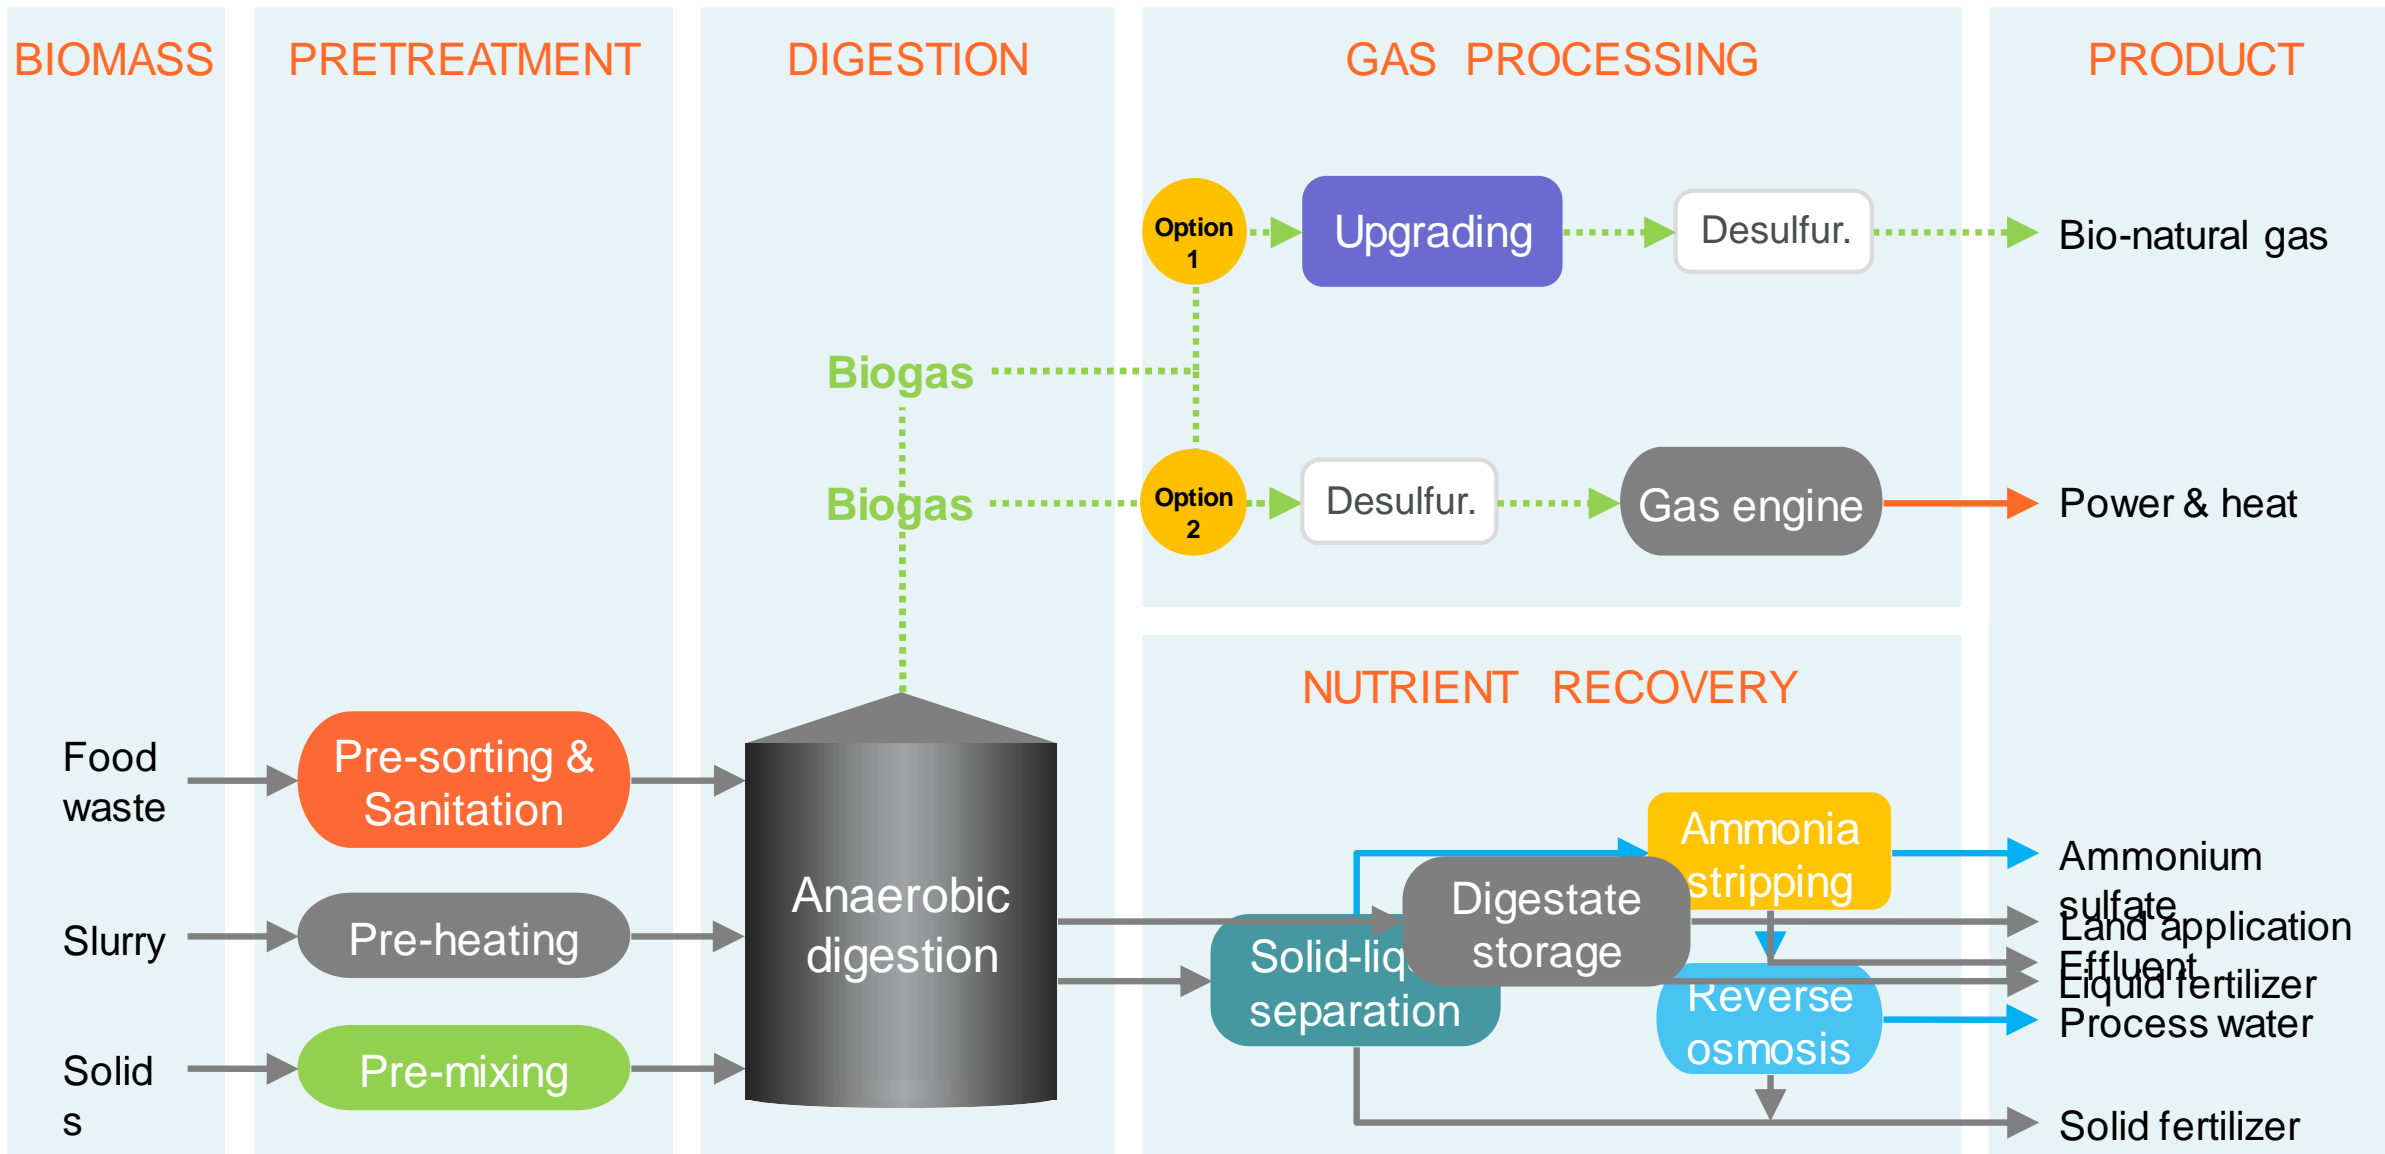 BIOMASS
PRETREATMENT
DIGESTION
GAS PROCESSING
PRODUCT
Option
1
Upgrading
Desulfur.
Bio-natural gas
Biogas
Biogas
Option
2
Desulfur.
Gas engine
Power & heat
NUTRIENT RECOVERY
Food
waste
Pre-sorting &
Sanitation
Slurry
Pre-heating
Solid
s
Pre-mixing
Anaerobic
digestion
Ammonia
stripping
Digestate
storage
Solid-liq
separation
Reverse
osmosis
Ammonium
sulfate
Land application
Effluent
Liquid fertilizer
Process water
Solid fertilizer